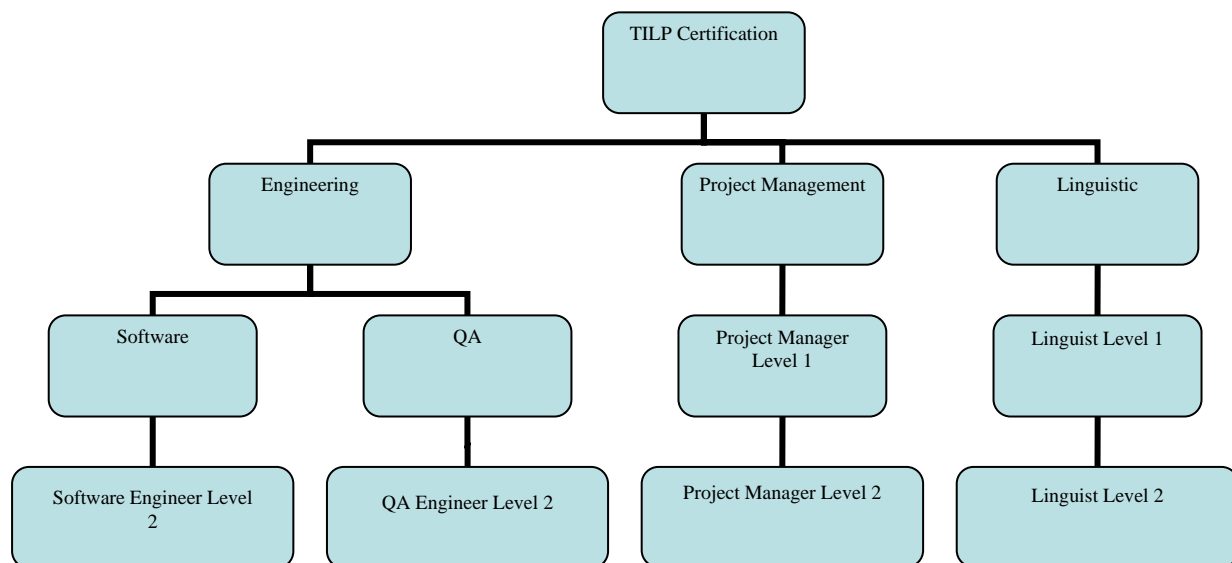 TILP Certification
Engineering
Project Management
Linguistic
Software
QA
Project Manager
Level 1
Linguist Level 1
Software Engineer Level
2
QA Engineer Level 2
Project Manager Level 2
Linguist Level 2